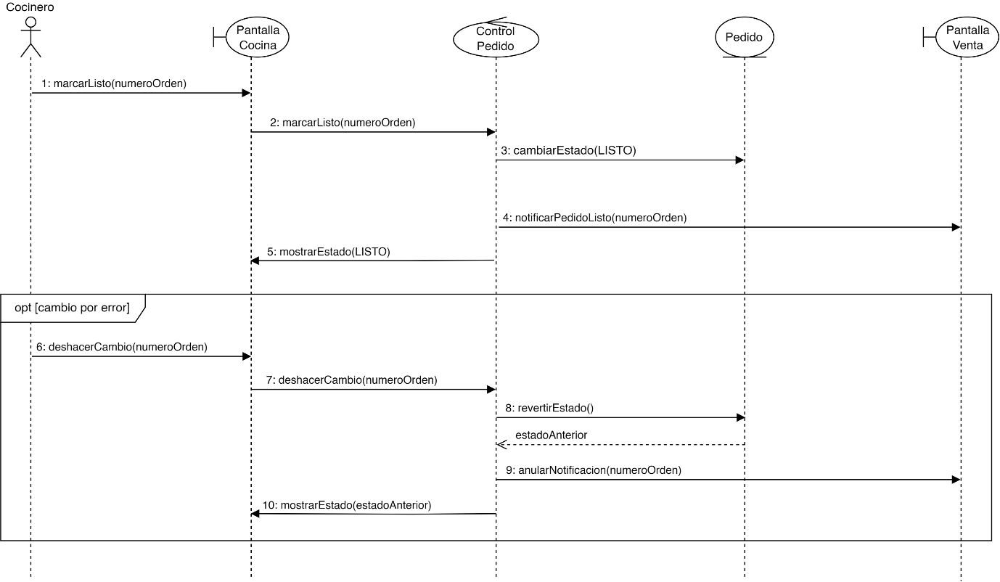 Cocinero
Pantalla
Cocina
Control
Pedido
Pedido
Pantalla
Venta
1: marcarListo(numeroOrden)
2: marcarListo(numeroOrden)
3: cambiarEstado(LISTO)
4: notificarPedidoListo(numeroOrden)
5: mostrarEstado(LISTO)
opt [cambio por error]
6: deshacerCambio(numeroOrden)
7: deshacerCambio(numeroOrden)
8: revertirEstado()
estadoAnterior
9: anularNotificacion(numeroOrden)
10: mostrarEstado(estadoAnterior)